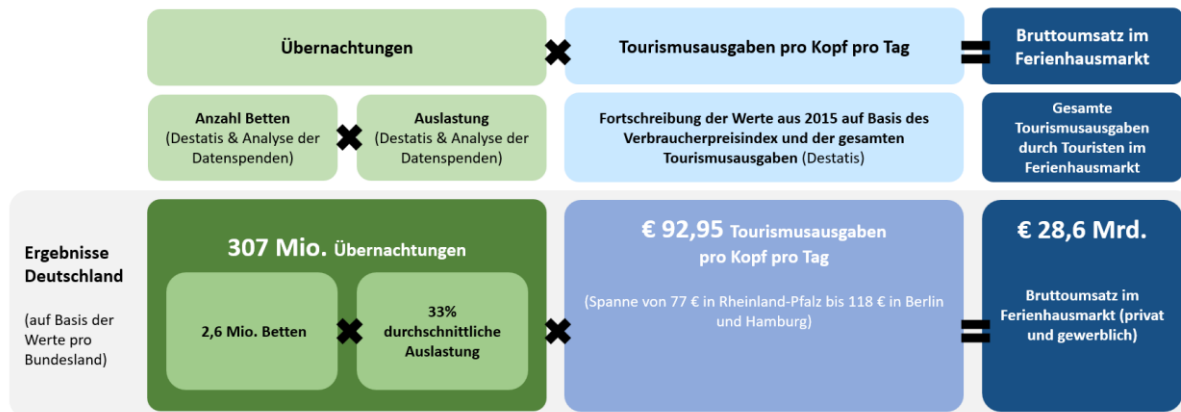 Übernachtungen
Tourismusausgaben pro Kopf pro Tag
Bruttoumsatz im
Ferienhausmarkt
Anzahl Betten
(Destatis & Analyse der
Datenspenden)
Auslastung
(Destatis & Analyse der
Datenspenden)
Fortschreibung der Werte aus 2015 auf Basis des
Verbraucherpreisindex und der gesamten
Tourismusausgaben (Destatis)
Gesamte
Tourismusausgaben
durch Touristen im
Ferienhausmarkt
Ergebnisse
Deutschland
(auf Basis der
Werte pro
Bundesland)
307 Mio. Übernachtungen
2,6 Mio. Betten
33%
durchschnittliche
Auslastung
€ 92,95 Tourismusausgaben
pro Kopf pro Tag
(Spanne von 77 € in Rheinland-Pfalz bis 118 € in Berlin
und Hamburg)
€ 28,6 Mrd.
Bruttoumsatz im
Ferienhausmarkt (privat
und gewerblich)